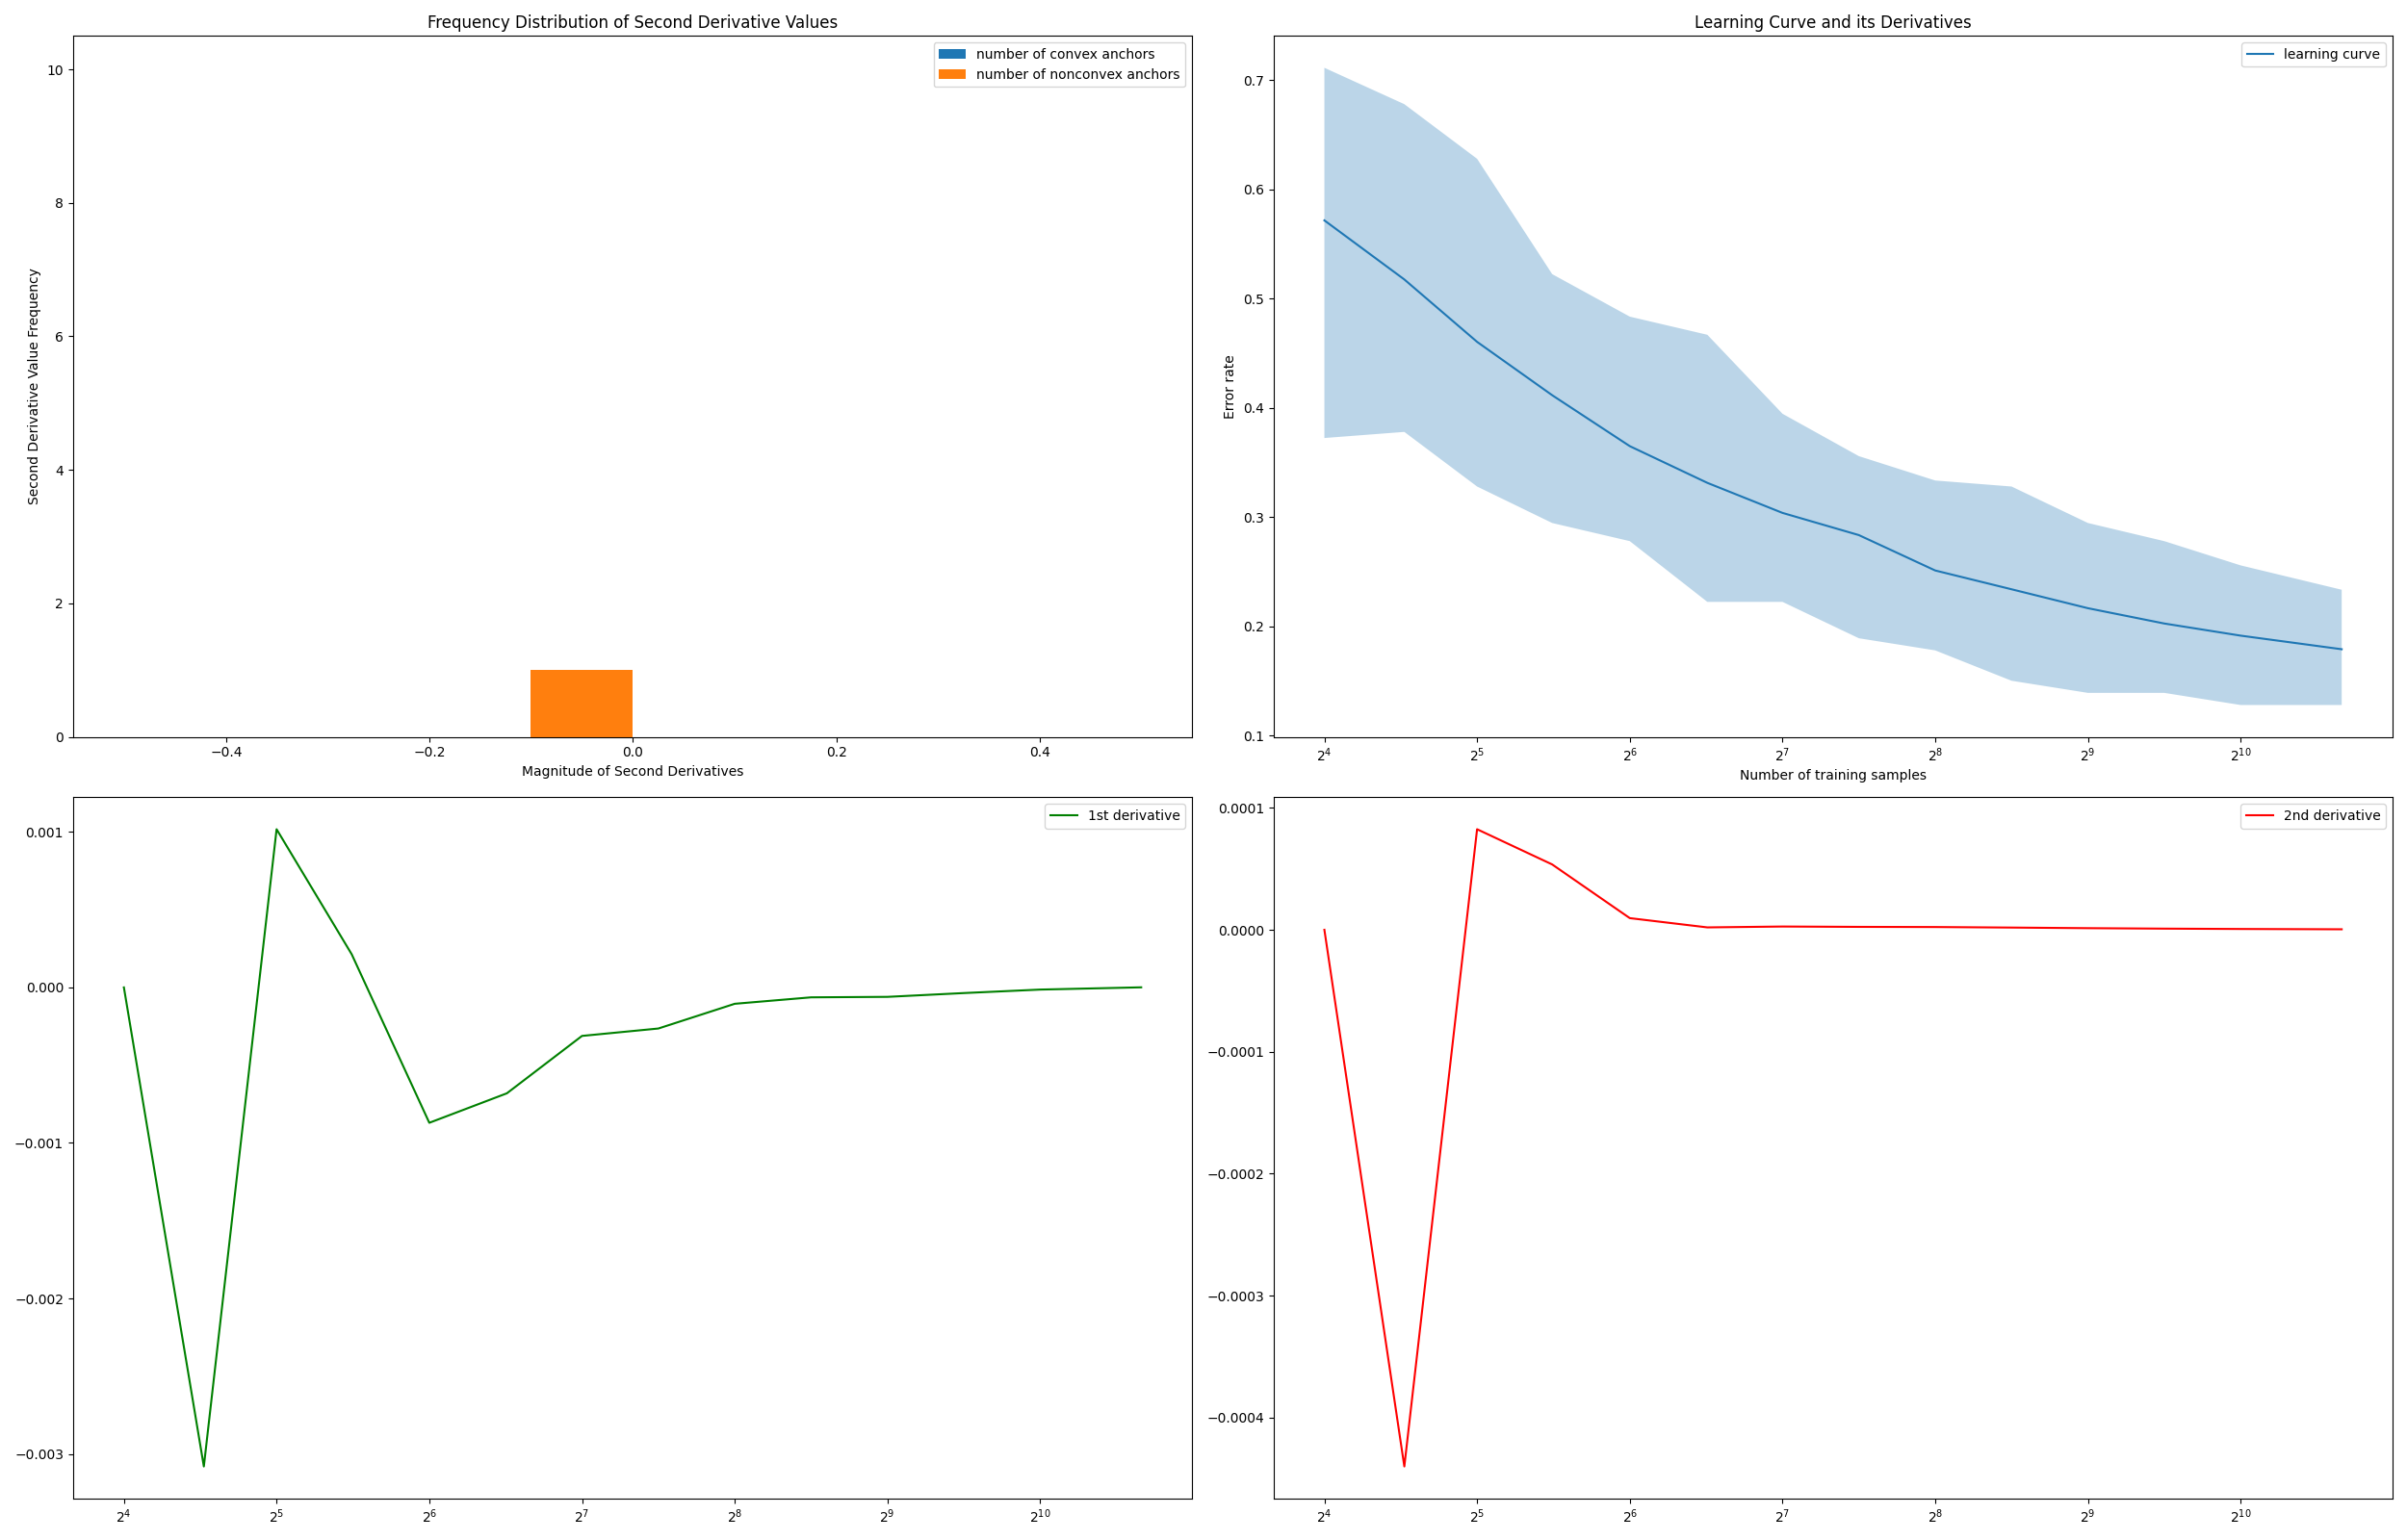 Frequency Distribution of Second Derivative Values
number of convex anchors
number of nonconvex anchors
Second Derivative Value Frequency
10
8
6
4
2
0
−0.4 −0.2 0.0 0.2 0.4
Magnitude of Second Derivatives
Learning Curve and its Derivatives
learning curve
Error rate
0.7
0.6
0.5
0.4
0.3
0.2
0.1
2⁴ 2⁵ 2⁶ 2⁷ 2⁸ 2⁹ 2¹⁰
Number of training samples
1st derivative
0.001
0.000
−0.001
−0.002
−0.003
2⁴ 2⁵ 2⁶ 2⁷ 2⁸ 2⁹ 2¹⁰
2nd derivative
0.0001
0.0000
−0.0001
−0.0002
−0.0003
−0.0004
2⁴ 2⁵ 2⁶ 2⁷ 2⁸ 2⁹ 2¹⁰